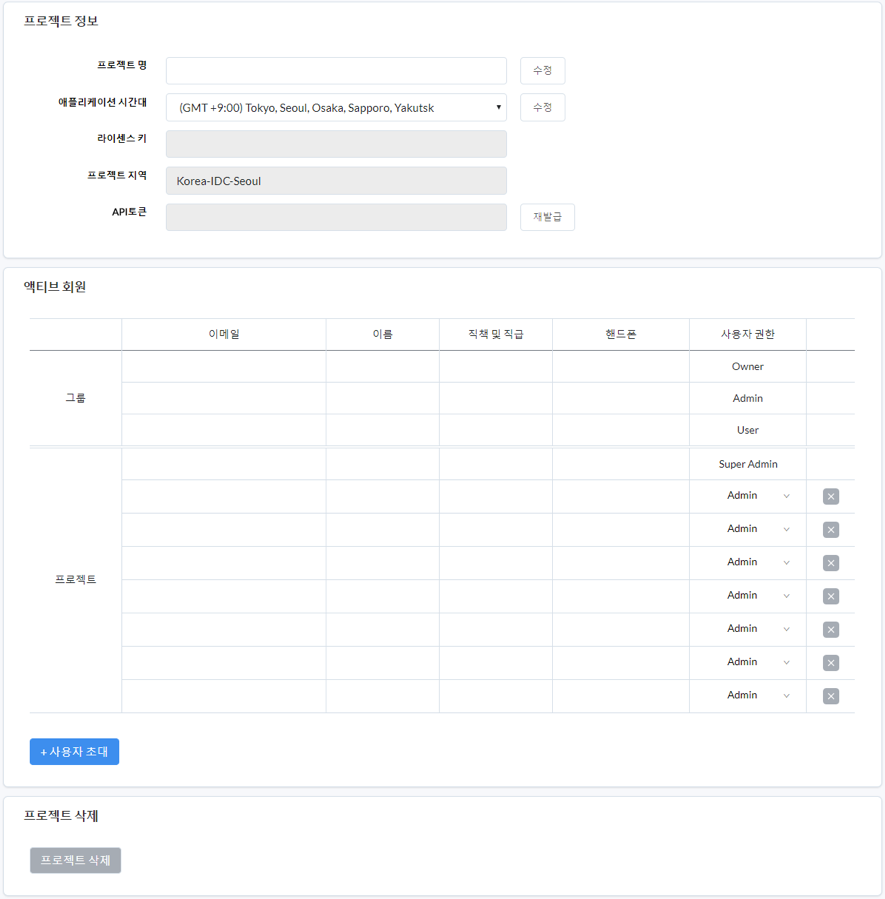 프로젝트 정보
프로젝트 명
수정
애플리케이션 시간대
(GMT +9:00) Tokyo, Seoul, Osaka, Sapporo, Yakutsk
수정
라이센스 키
프로젝트 지역
Korea-IDC-Seoul
API토큰
재발급
액티브 회원
이메일 이름 직책 및 직급 핸드폰 사용자 권한
그룹
Owner
Admin
User
프로젝트
Super Admin
Admin
Admin
Admin
Admin
Admin
Admin
Admin
+ 사용자 초대
프로젝트 삭제
프로젝트 삭제